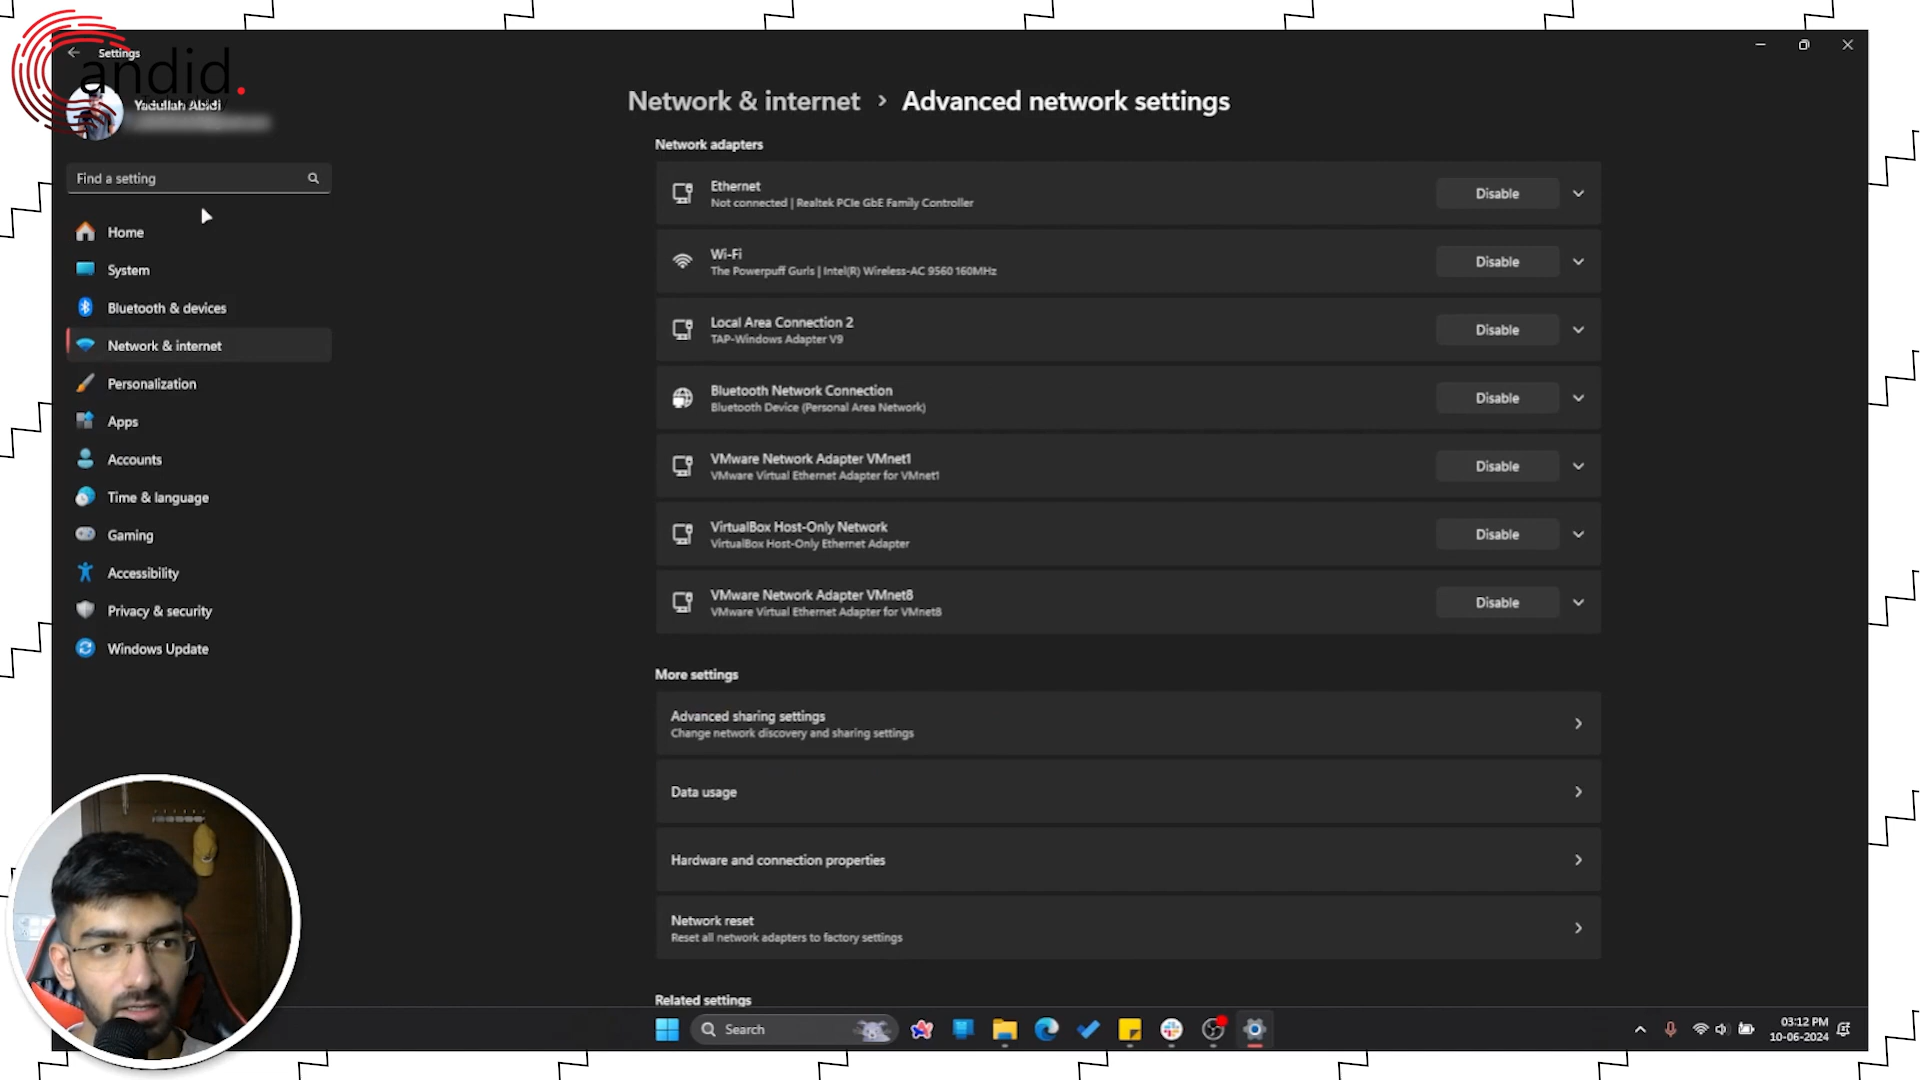 Settings
andid.
Yadullah Abidi
Find a setting
Home
System
Bluetooth & devices
Network & internet
Personalization
Apps
Accounts
Time & language
Gaming
Accessibility
Privacy & security
Windows Update
Network & internet > Advanced network settings
Network adapters
Ethernet
Not connected | Realtek PCIe GbE Family Controller
Disable
Wi-Fi
The Powerpuff Gurls | Intel(R) Wireless-AC 9560 160MHz
Disable
Local Area Connection 2
TAP-Windows Adapter V9
Disable
Bluetooth Network Connection
Bluetooth Device (Personal Area Network)
Disable
VMware Network Adapter VMnet1
VMware Virtual Ethernet Adapter for VMnet1
Disable
VirtualBox Host-Only Network
VirtualBox Host-Only Ethernet Adapter
Disable
VMware Network Adapter VMnet8
VMware Virtual Ethernet Adapter for VMnet8
Disable
More settings
Advanced sharing settings
Change network discovery and sharing settings
Data usage
Hardware and connection properties
Network reset
Reset all network adapters to factory settings
Related settings
Search
03:12 PM
10-06-2024